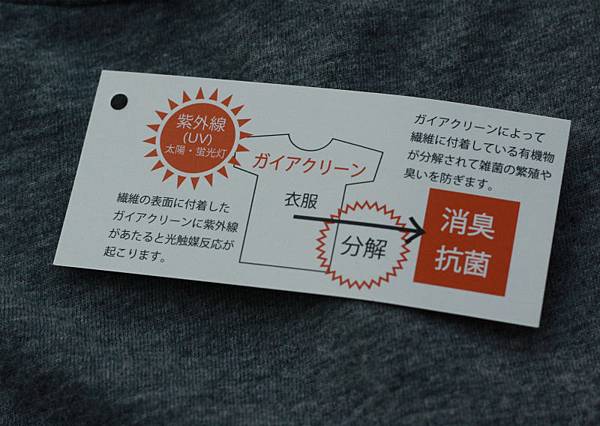 紫外線
(UV)
太陽・蛍光灯
繊維の表面に付着した
ガイアクリーンに紫外線
があたると光触媒反応が
起こります。
ガイアクリーン
衣服
分解
ガイアクリーンによって
繊維に付着している有機物
が分解されて雑菌の繁殖や
臭いを防ぎます。
消臭
抗菌